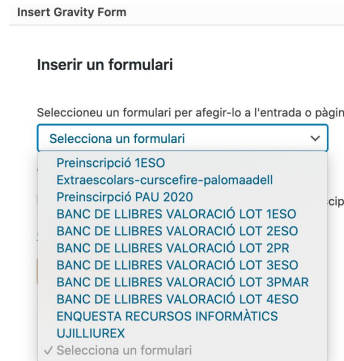 Insert Gravity Form
Inserir un formulari
Seleccioneu un formulari per afegir-lo a l'entrada o pàgin
Selecciona un formulari
Preinscripció 1ESO
Extraescolars-curscefire-palomaadell
Preinscirpció PAU 2020
BANC DE LLIBRES VALORACIÓ LOT 1ESO
BANC DE LLIBRES VALORACIÓ LOT 2ESO
BANC DE LLIBRES VALORACIÓ LOT 2PR
BANC DE LLIBRES VALORACIÓ LOT 3ESO
BANC DE LLIBRES VALORACIÓ LOT 3PMAR
BANC DE LLIBRES VALORACIÓ LOT 4ESO
ENQUESTA RECURSOS INFORMÀTICS
UJILLIUREX
✓ Selecciona un formulari